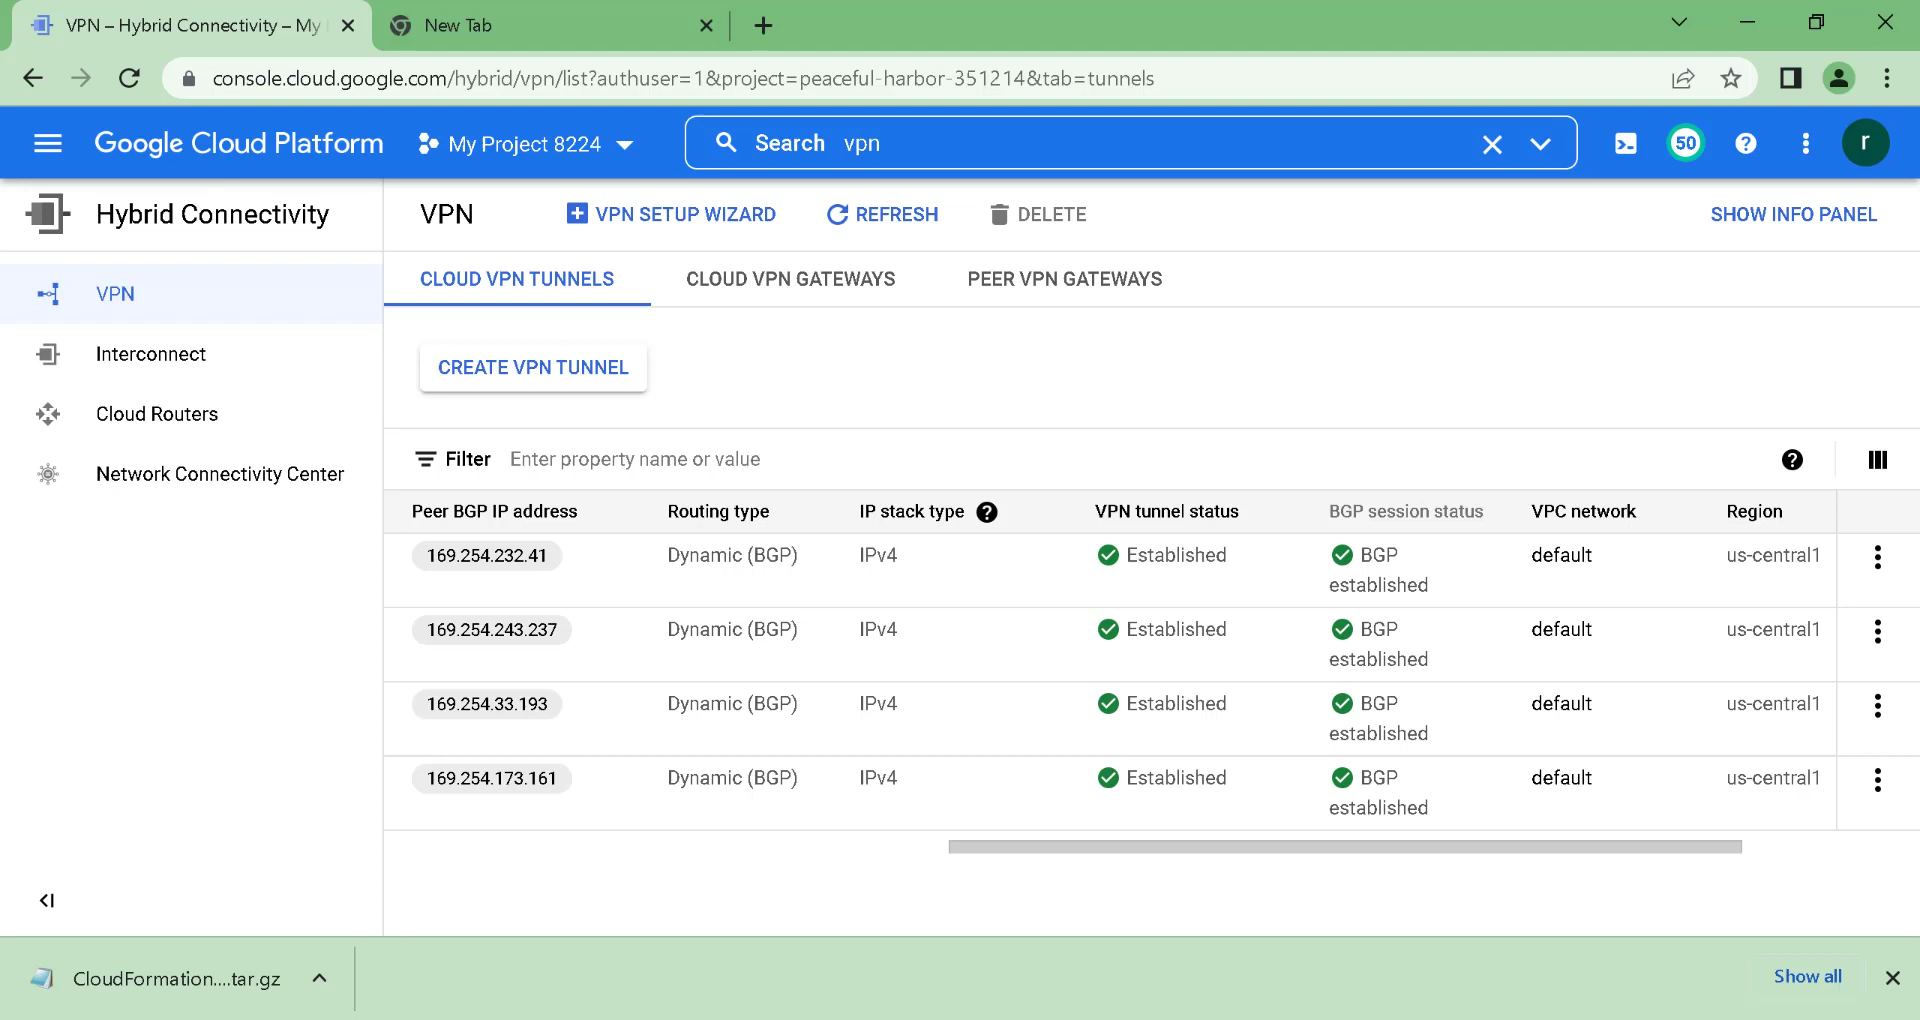 VPN – Hybrid Connectivity – My
New Tab
console.cloud.google.com/hybrid/vpn/list?authuser=1&project=peaceful-harbor-351214&tab=tunnels
Google Cloud Platform
My Project 8224
Search vpn
50
r
Hybrid Connectivity
VPN
VPN SETUP WIZARD
REFRESH
DELETE
SHOW INFO PANEL
VPN
Interconnect
Cloud Routers
Network Connectivity Center
CLOUD VPN TUNNELS
CLOUD VPN GATEWAYS
PEER VPN GATEWAYS
CREATE VPN TUNNEL
Filter Enter property name or value
Peer BGP IP address Routing type IP stack type VPN tunnel status BGP session status VPC network Region
169.254.232.41 Dynamic (BGP) IPv4 Established BGP established default us-central1
169.254.243.237 Dynamic (BGP) IPv4 Established BGP established default us-central1
169.254.33.193 Dynamic (BGP) IPv4 Established BGP established default us-central1
169.254.173.161 Dynamic (BGP) IPv4 Established BGP established default us-central1
CloudFormation....tar.gz
Show all